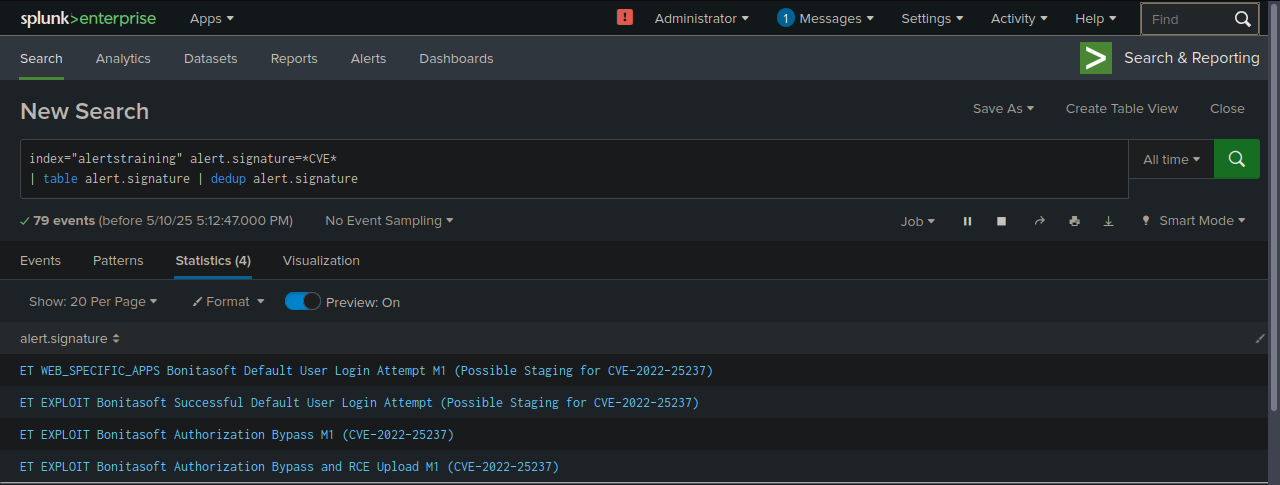 splunk>enterprise Apps ! Administrator 1 Messages Settings Activity Help Find
Search Analytics Datasets Reports Alerts Dashboards > Search & Reporting
New Search Save As Create Table View Close
index="alertstraining" alert.signature=*CVE*
| table alert.signature | dedup alert.signature
All time
79 events (before 5/10/25 5:12:47.000 PM) No Event Sampling Job Smart Mode
Events Patterns Statistics (4) Visualization
Show: 20 Per Page Format Preview: On
alert.signature
ET WEB_SPECIFIC_APPS Bonitasoft Default User Login Attempt M1 (Possible Staging for CVE-2022-25237)
ET EXPLOIT Bonitasoft Successful Default User Login Attempt (Possible Staging for CVE-2022-25237)
ET EXPLOIT Bonitasoft Authorization Bypass M1 (CVE-2022-25237)
ET EXPLOIT Bonitasoft Authorization Bypass and RCE Upload M1 (CVE-2022-25237)